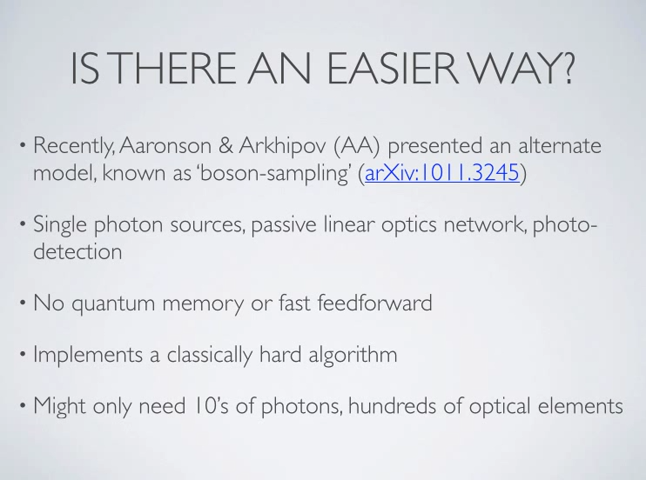 IS THERE AN EASIER WAY?
• Recently, Aaronson & Arkhipov (AA) presented an alternate
model, known as ‘boson-sampling’ (arXiv:1011.3245)
• Single photon sources, passive linear optics network, photo-
detection
• No quantum memory or fast feedforward
• Implements a classically hard algorithm
• Might only need 10’s of photons, hundreds of optical elements